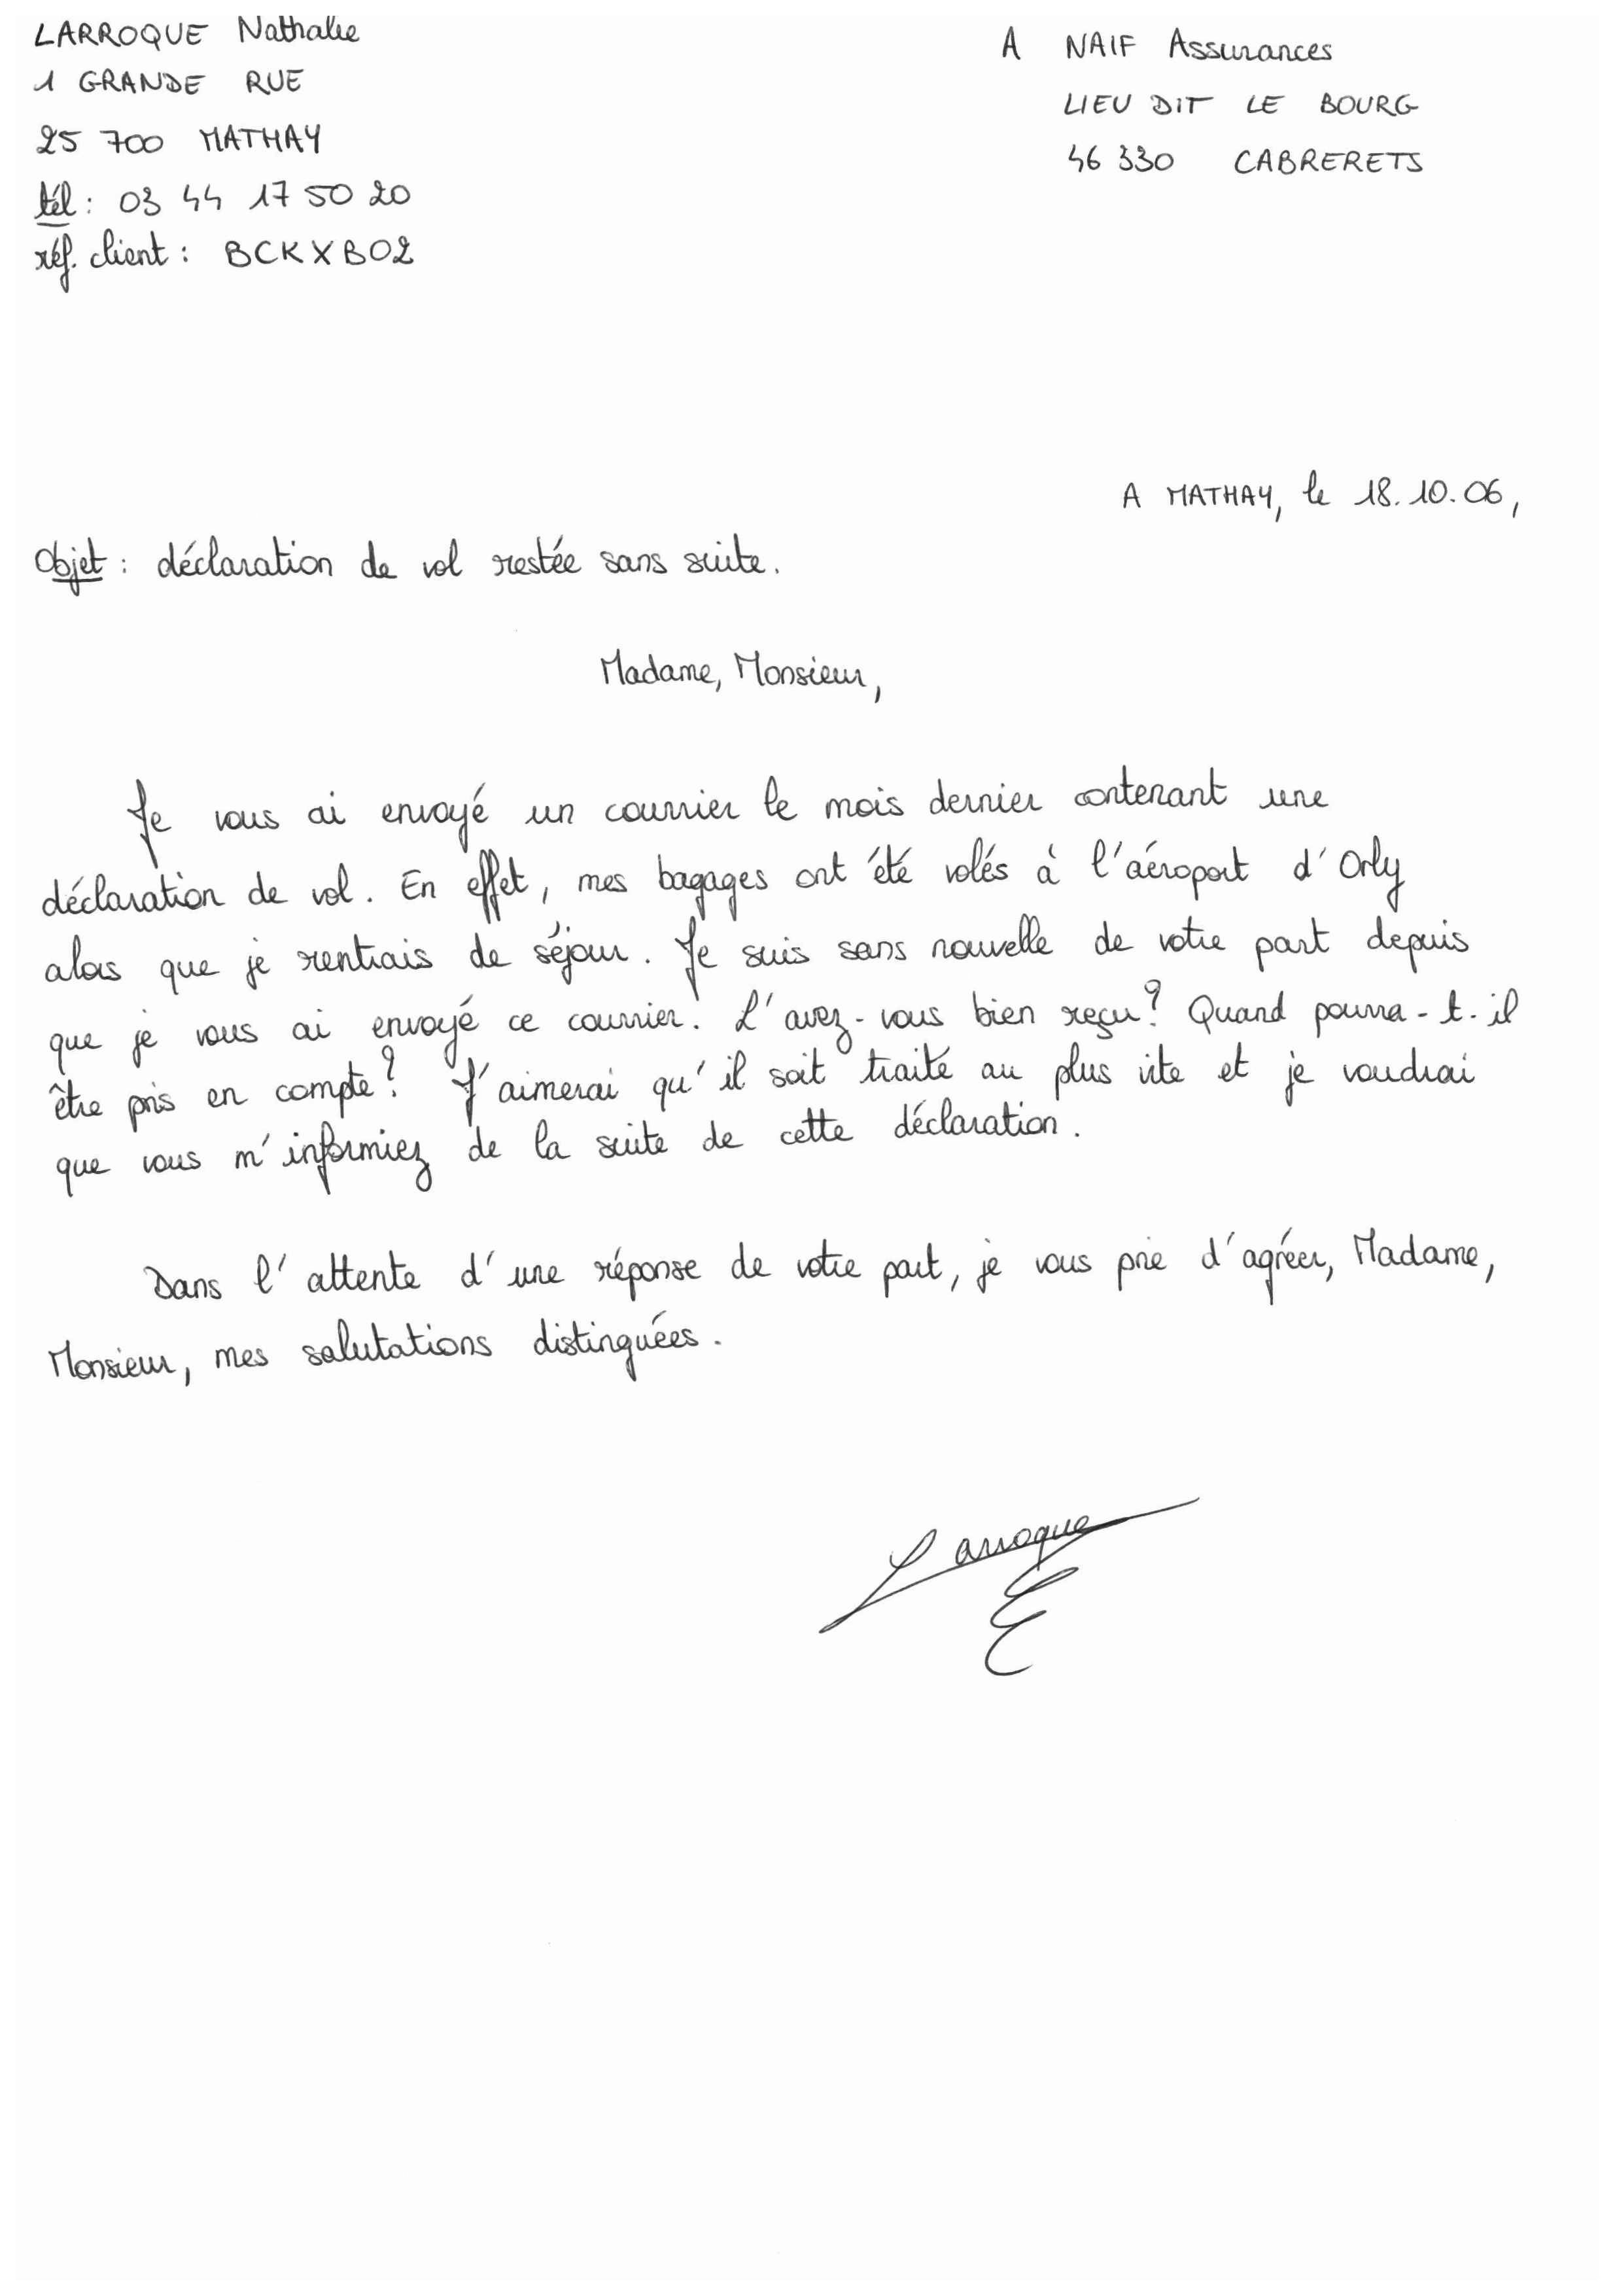 LARROQUE Nathalie
1 GRANDE RUE
25 700 MATHAY
tél : 03 44 17 50 20
réf. client : BCKXB02
A NAIF Assurances
LIEU DIT LE BOURG
46 330 CABRERETS
A MATHAY, le 18.10.06,
Objet : déclaration de vol restée sans suite.
Madame, Monsieur,
Je vous ai envoyé un courrier le mois dernier contenant une
déclaration de vol. En effet, mes bagages ont été volés à l'aéroport d'Orly
alors que je rentrais de séjour. Je suis sans nouvelle de votre part depuis
que je vous ai envoyé ce courrier. L'avez-vous bien reçu? Quand pourra-t-il
être pris en compte? J'aimerai qu'il soit traité au plus vite et je voudrai
que vous m'informiez de la suite de cette déclaration.
Dans l'attente d'une réponse de votre part, je vous prie d'agréer, Madame,
Monsieur, mes salutations distinguées.
Larroque